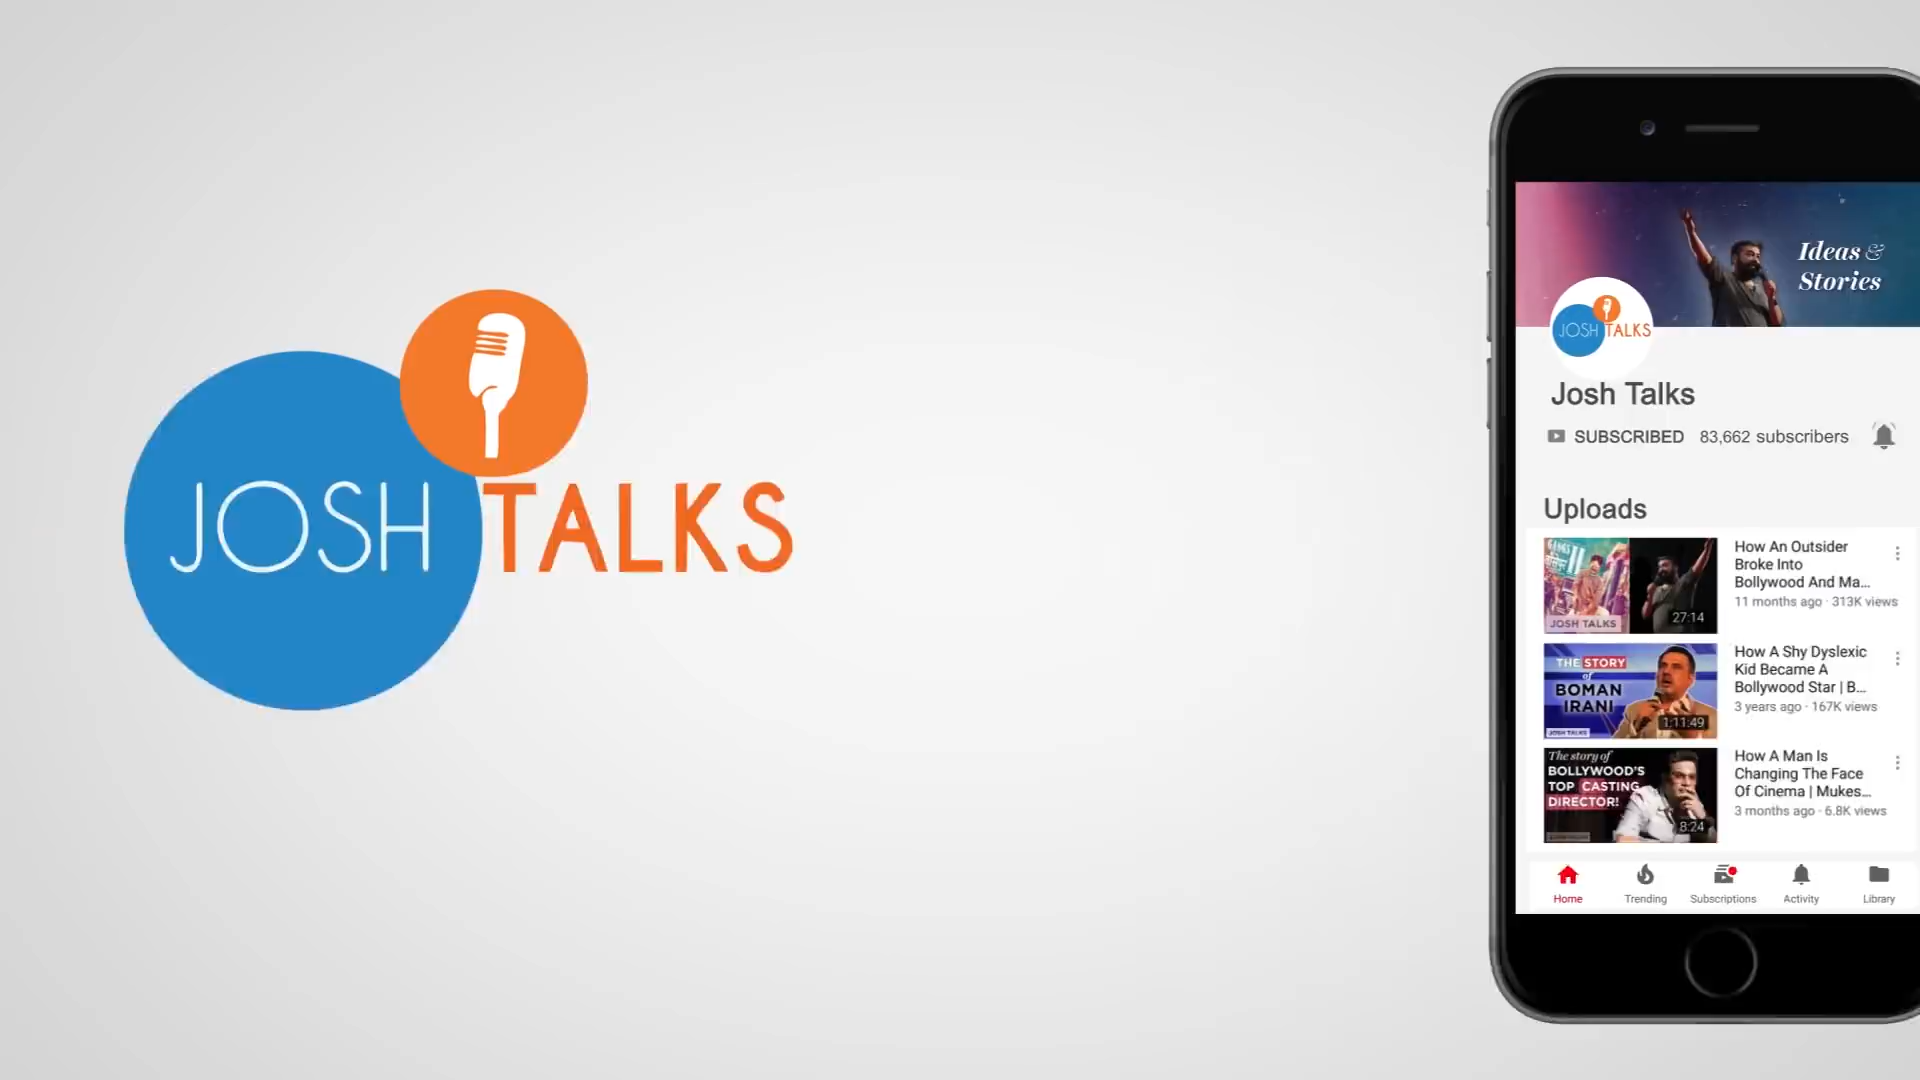 JOSH TALKS
Ideas &
Stories
JOSH TALKS
Josh Talks
SUBSCRIBED 83,662 subscribers
Uploads
JOSH TALKS
27:14
How An Outsider
Broke Into
Bollywood And Ma...
11 months ago · 313K views
THE STORY
of
BOMAN
IRANI
JOSH TALKS
1:11:49
How A Shy Dyslexic
Kid Became A
Bollywood Star | B...
3 years ago · 167K views
The story of
BOLLYWOOD'S
TOP CASTING
DIRECTOR!
8:24
How A Man Is
Changing The Face
Of Cinema | Mukes...
3 months ago · 6.8K views
Home Trending Subscriptions Activity Library